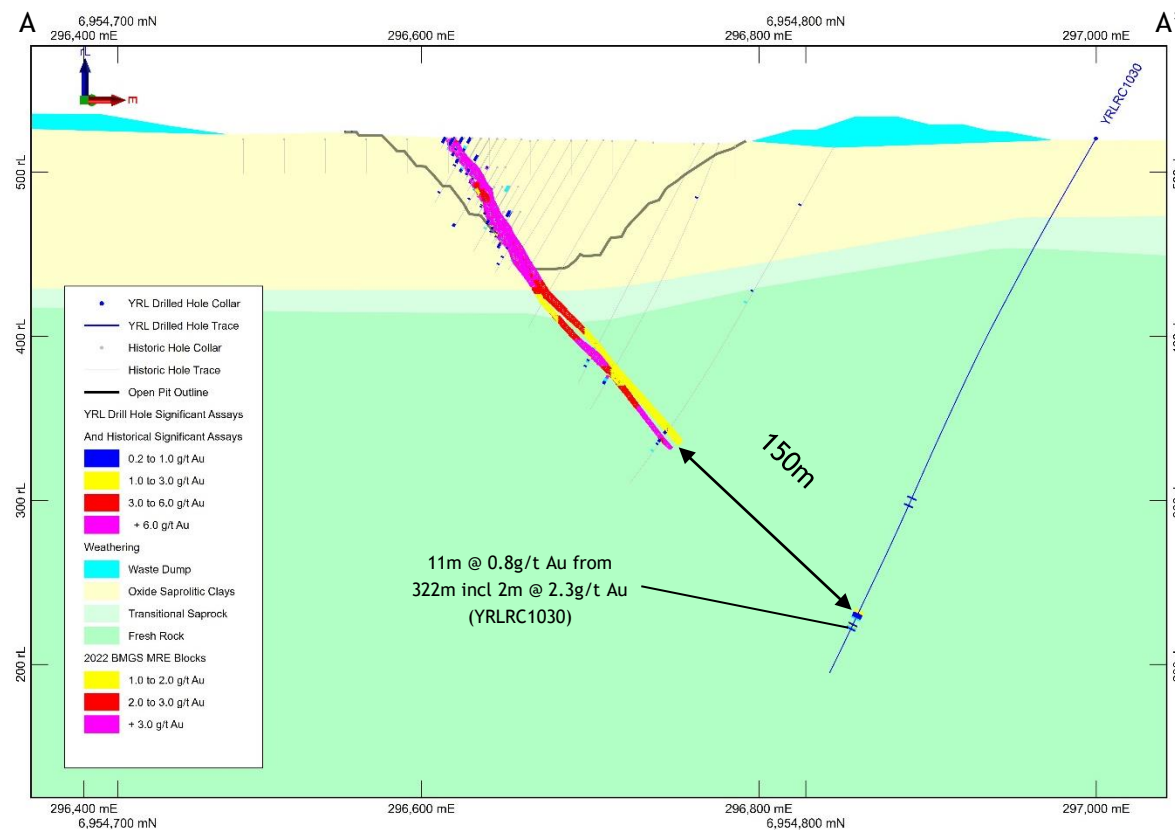 A
A'
6,954,700 mN
6,954,800 mN
296,400 mE
296,600 mE
296,800 mE
297,000 mE
rL
E
YRLRC1030
500 rL
400 rL
300 rL
200 rL
YRL Drilled Hole Collar
YRL Drilled Hole Trace
Historic Hole Collar
Historic Hole Trace
Open Pit Outline
YRL Drill Hole Significant Assays
And Historical Significant Assays
0.2 to 1.0 g/t Au
1.0 to 3.0 g/t Au
3.0 to 6.0 g/t Au
+ 6.0 g/t Au
Weathering
Waste Dump
Oxide Saprolitic Clays
Transitional Saprock
Fresh Rock
2022 BMGS MRE Blocks
1.0 to 2.0 g/t Au
2.0 to 3.0 g/t Au
+ 3.0 g/t Au
150m
11m @ 0.8g/t Au from
322m incl 2m @ 2.3g/t Au
(YRLRC1030)
296,400 mE
296,600 mE
296,800 mE
297,000 mE
6,954,700 mN
6,954,800 mN